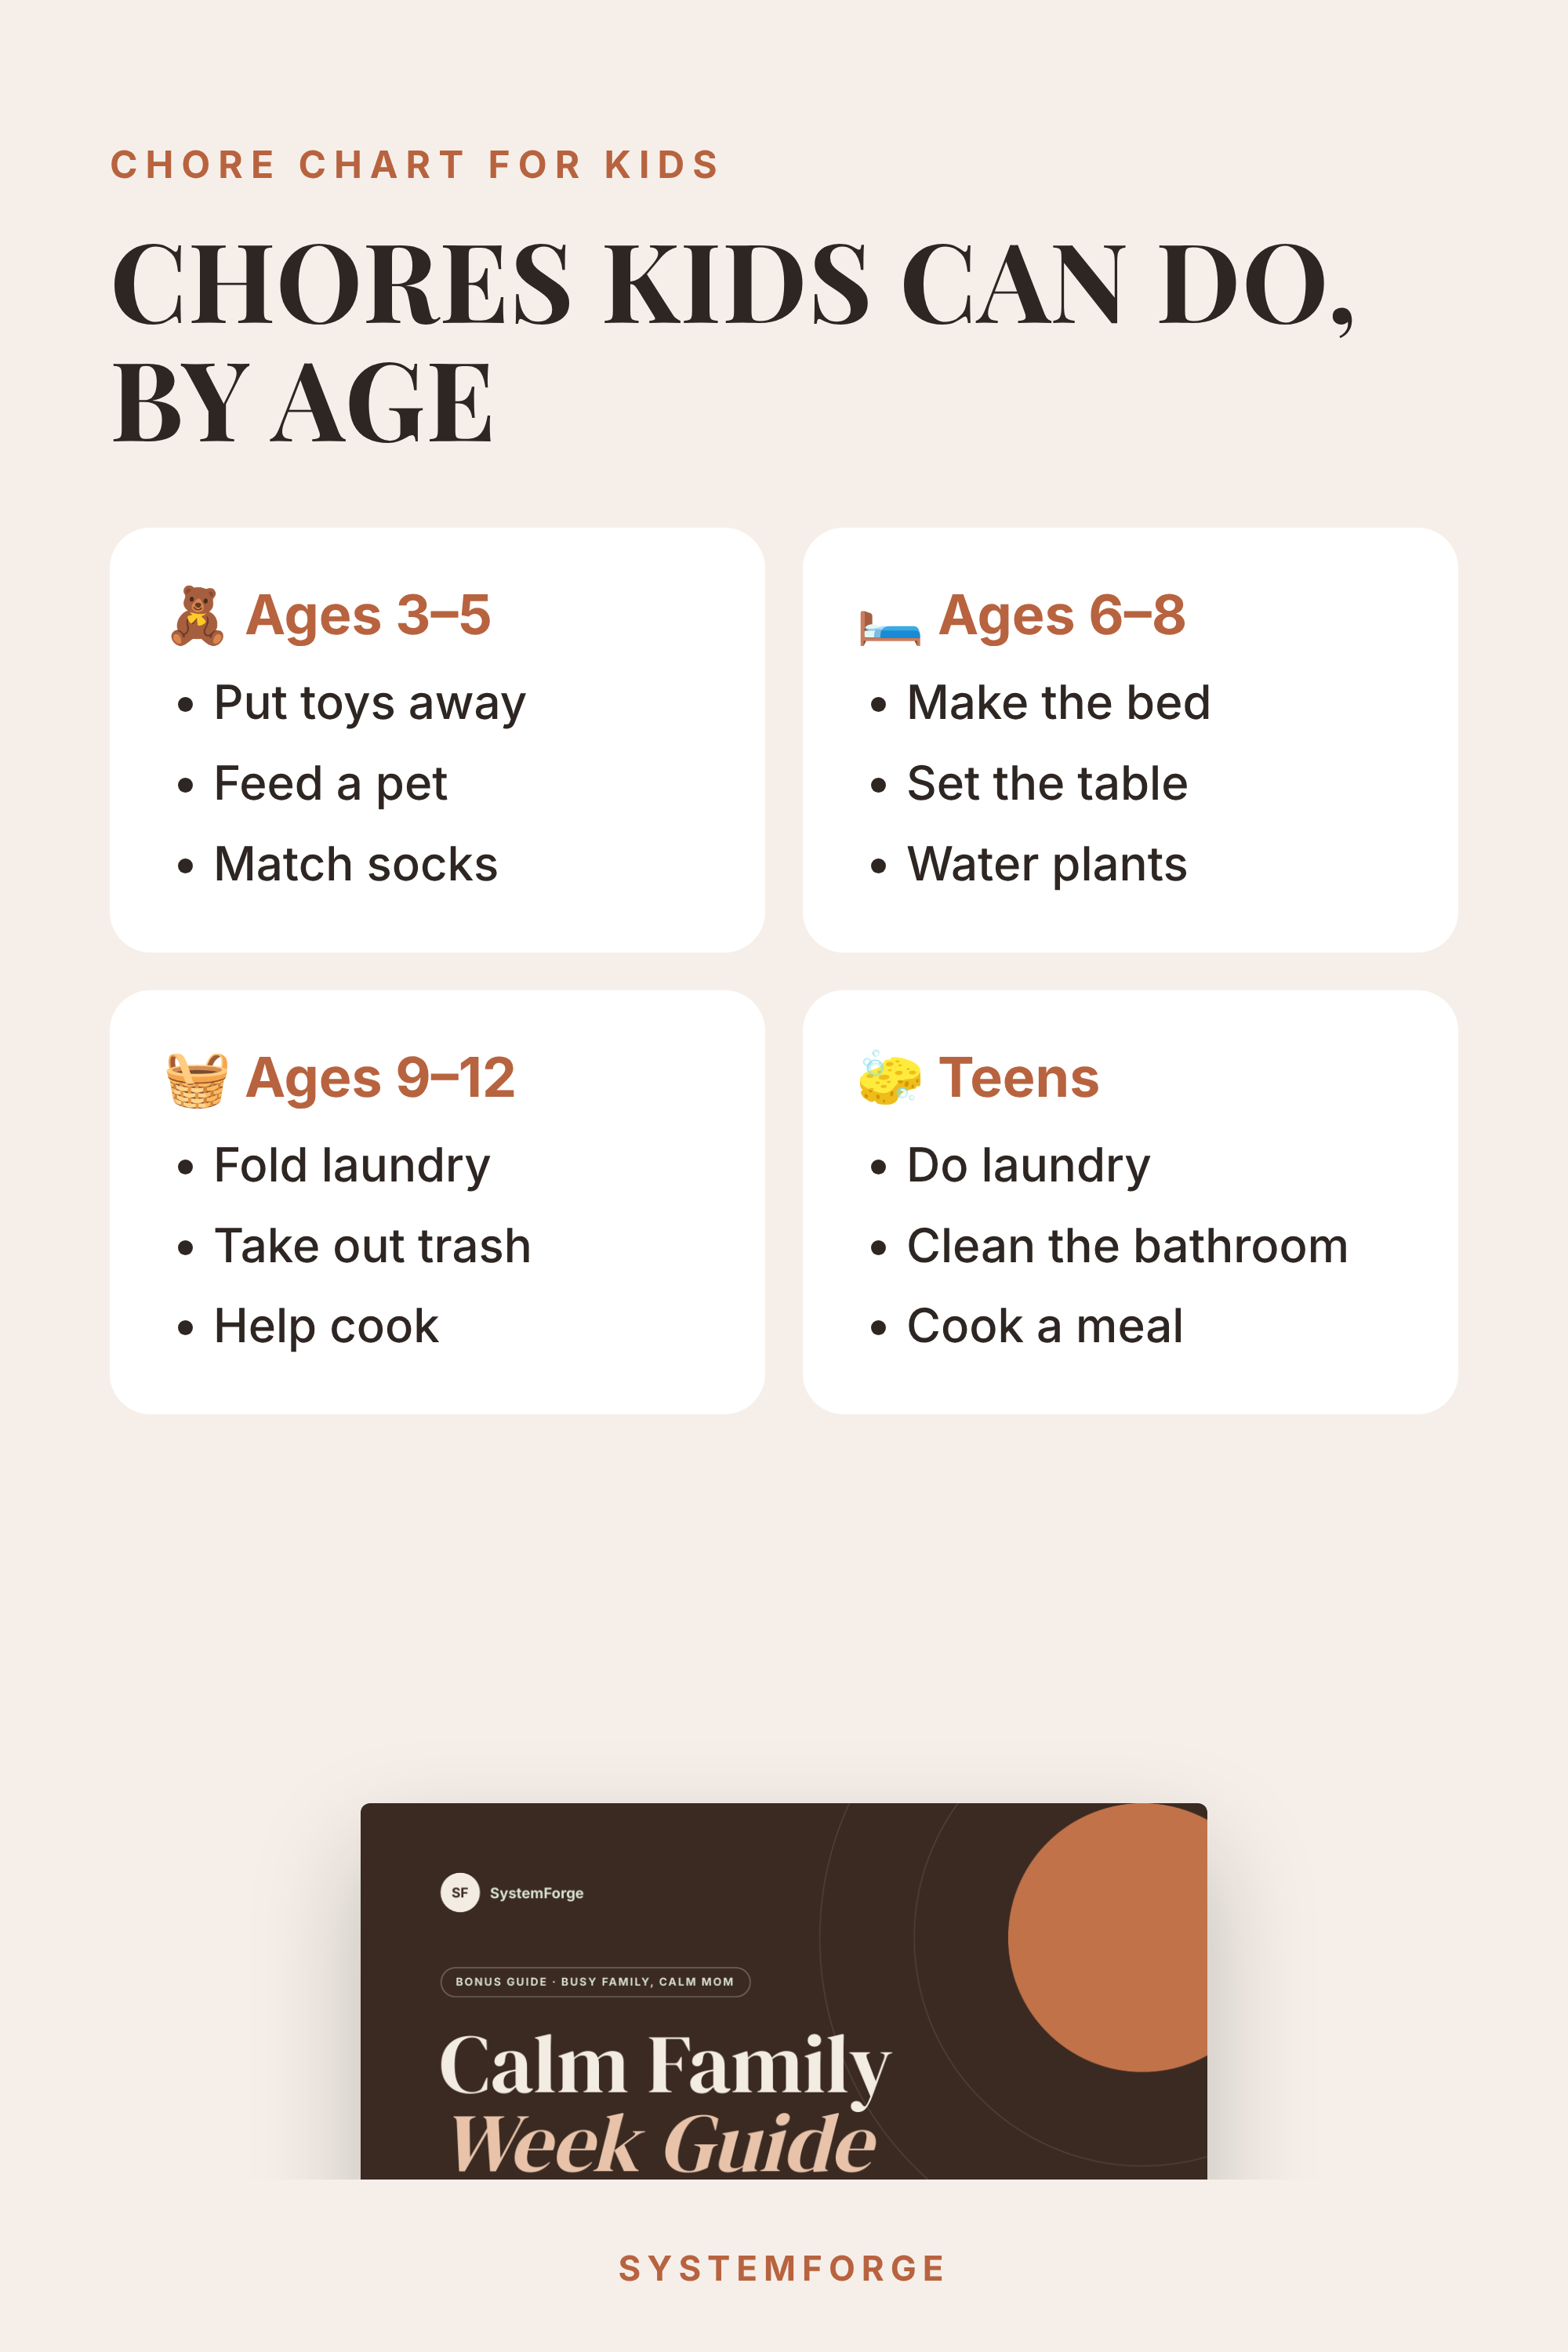 CHORE CHART FOR KIDS
CHORES KIDS CAN DO,
BY AGE
Ages 3–5
• Put toys away
• Feed a pet
• Match socks
Ages 6–8
• Make the bed
• Set the table
• Water plants
Ages 9–12
• Fold laundry
• Take out trash
• Help cook
Teens
• Do laundry
• Clean the bathroom
• Cook a meal
SF SystemForge
BONUS GUIDE · BUSY FAMILY, CALM MOM
Calm Family
Week Guide
SYSTEMFORGE